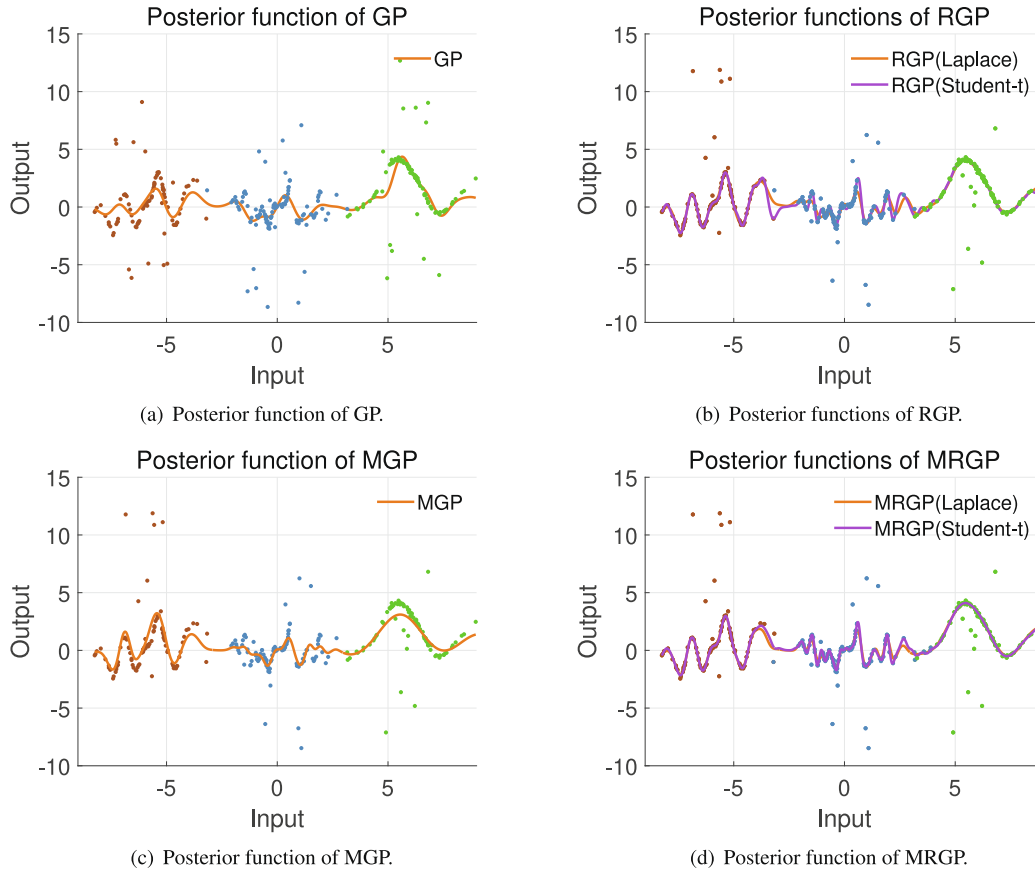 Posterior function of GP
15
10
5
0
-5
-10
Output
GP
-5
0
5
Input
(a) Posterior function of GP.
Posterior functions of RGP
15
10
5
0
-5
-10
Output
RGP(Laplace)
RGP(Student-t)
-5
0
5
Input
(b) Posterior functions of RGP.
Posterior function of MGP
15
10
5
0
-5
-10
Output
MGP
-5
0
5
Input
(c) Posterior function of MGP.
Posterior functions of MRGP
15
10
5
0
-5
-10
Output
MRGP(Laplace)
MRGP(Student-t)
-5
0
5
Input
(d) Posterior function of MRGP.